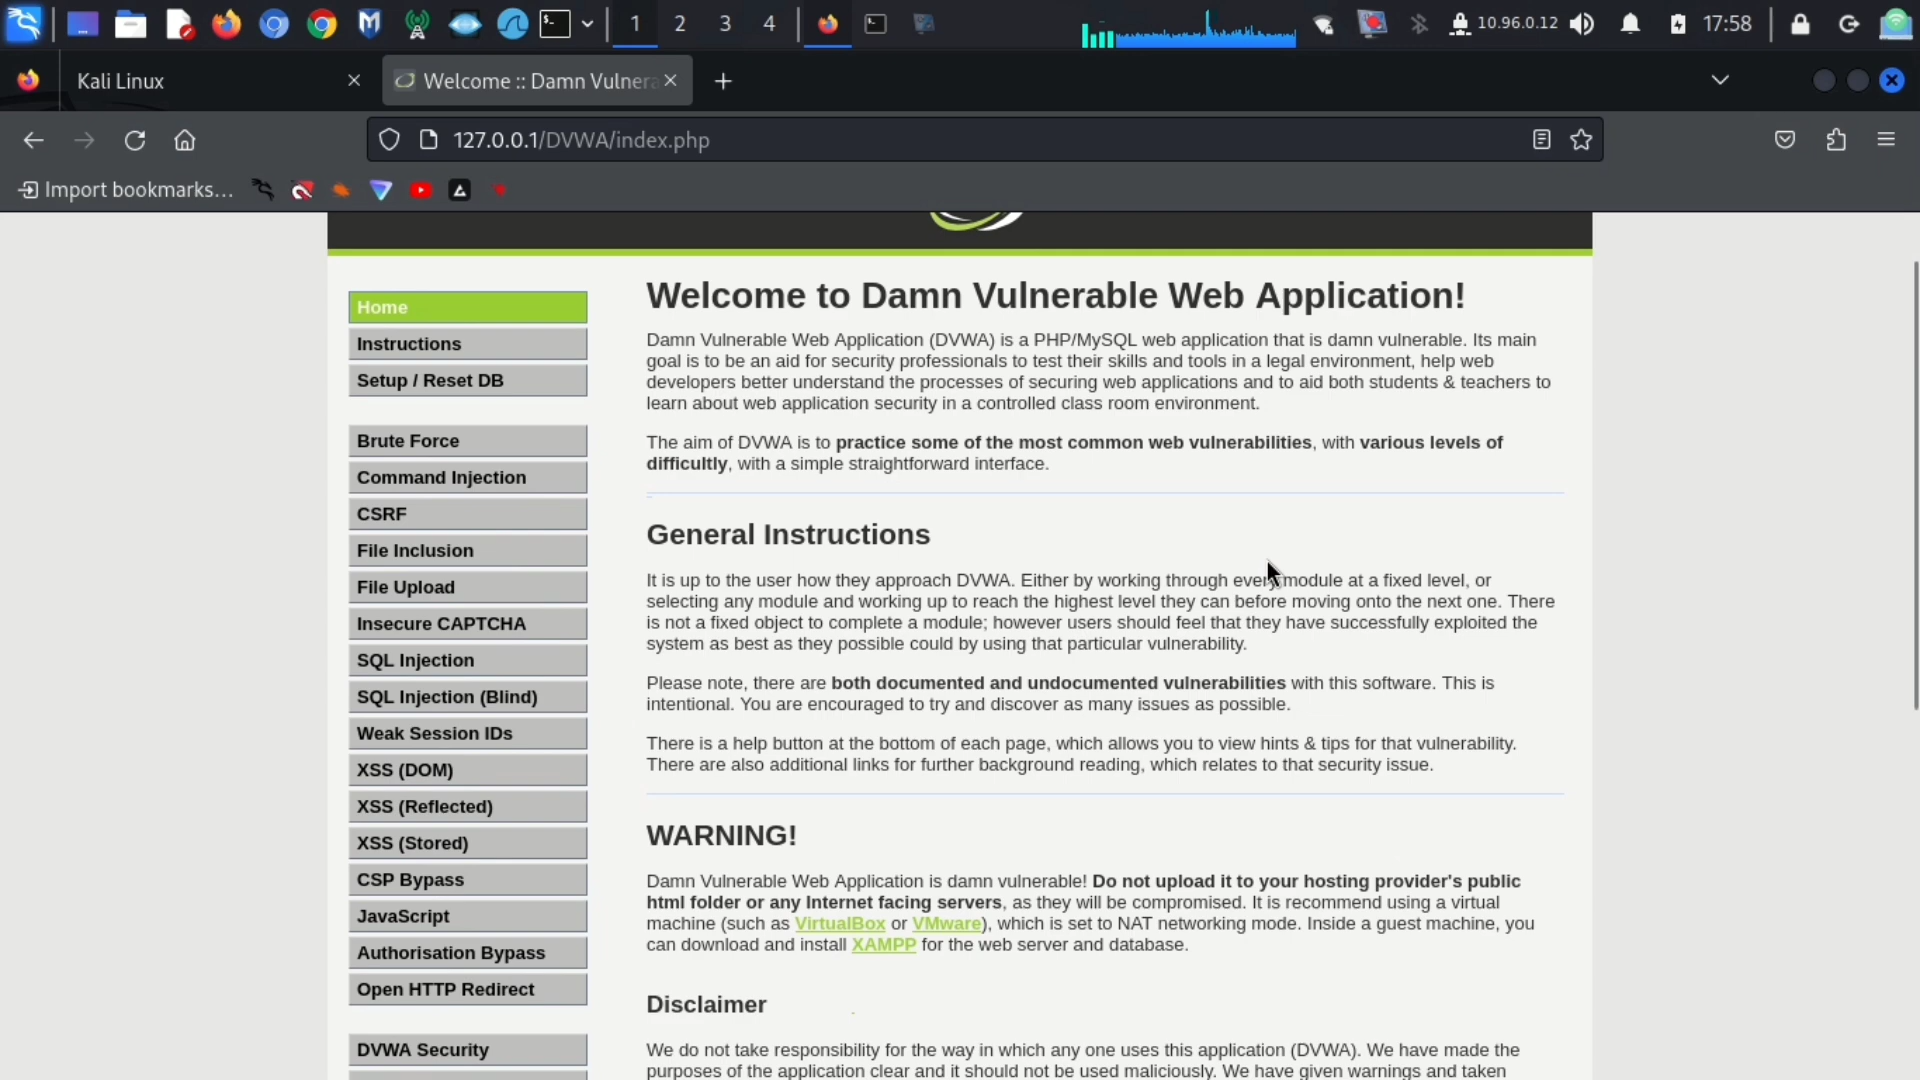 1 2 3 4
10.96.0.12
17:58
Kali Linux
Welcome :: Damn Vulnera
127.0.0.1/DVWA/index.php
Import bookmarks...
Home
Instructions
Setup / Reset DB
Brute Force
Command Injection
CSRF
File Inclusion
File Upload
Insecure CAPTCHA
SQL Injection
SQL Injection (Blind)
Weak Session IDs
XSS (DOM)
XSS (Reflected)
XSS (Stored)
CSP Bypass
JavaScript
Authorisation Bypass
Open HTTP Redirect
DVWA Security
Welcome to Damn Vulnerable Web Application!
Damn Vulnerable Web Application (DVWA) is a PHP/MySQL web application that is damn vulnerable. Its main
goal is to be an aid for security professionals to test their skills and tools in a legal environment, help web
developers better understand the processes of securing web applications and to aid both students & teachers to
learn about web application security in a controlled class room environment.
The aim of DVWA is to practice some of the most common web vulnerabilities, with various levels of
difficultly, with a simple straightforward interface.
General Instructions
It is up to the user how they approach DVWA. Either by working through every module at a fixed level, or
selecting any module and working up to reach the highest level they can before moving onto the next one. There
is not a fixed object to complete a module; however users should feel that they have successfully exploited the
system as best as they possible could by using that particular vulnerability.
Please note, there are both documented and undocumented vulnerabilities with this software. This is
intentional. You are encouraged to try and discover as many issues as possible.
There is a help button at the bottom of each page, which allows you to view hints & tips for that vulnerability.
There are also additional links for further background reading, which relates to that security issue.
WARNING!
Damn Vulnerable Web Application is damn vulnerable! Do not upload it to your hosting provider's public
html folder or any Internet facing servers, as they will be compromised. It is recommend using a virtual
machine (such as VirtualBox or VMware), which is set to NAT networking mode. Inside a guest machine, you
can download and install XAMPP for the web server and database.
Disclaimer
We do not take responsibility for the way in which any one uses this application (DVWA). We have made the
purposes of the application clear and it should not be used maliciously. We have given warnings and taken